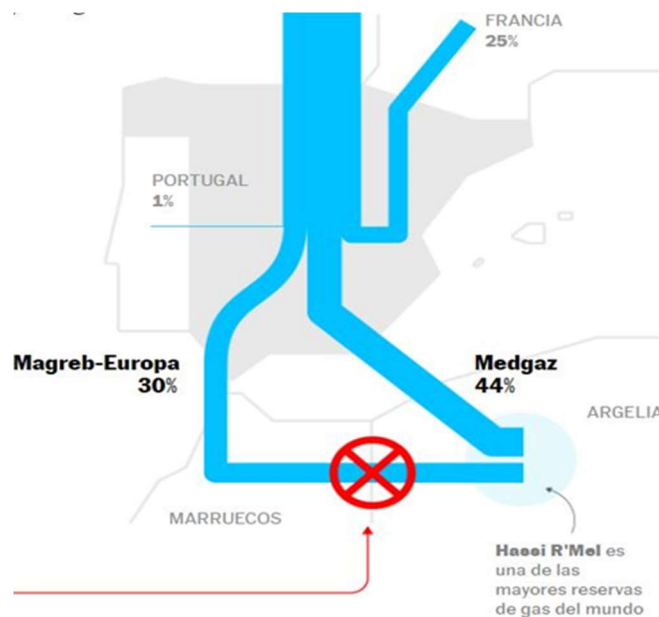 FRANCIA
25%
PORTUGAL
1%
Magreb-Europa
30%
Medgaz
44%
ARGELIA
MARRUECOS
Hassi R'Mel es
una de las
mayores reservas
de gas del mundo